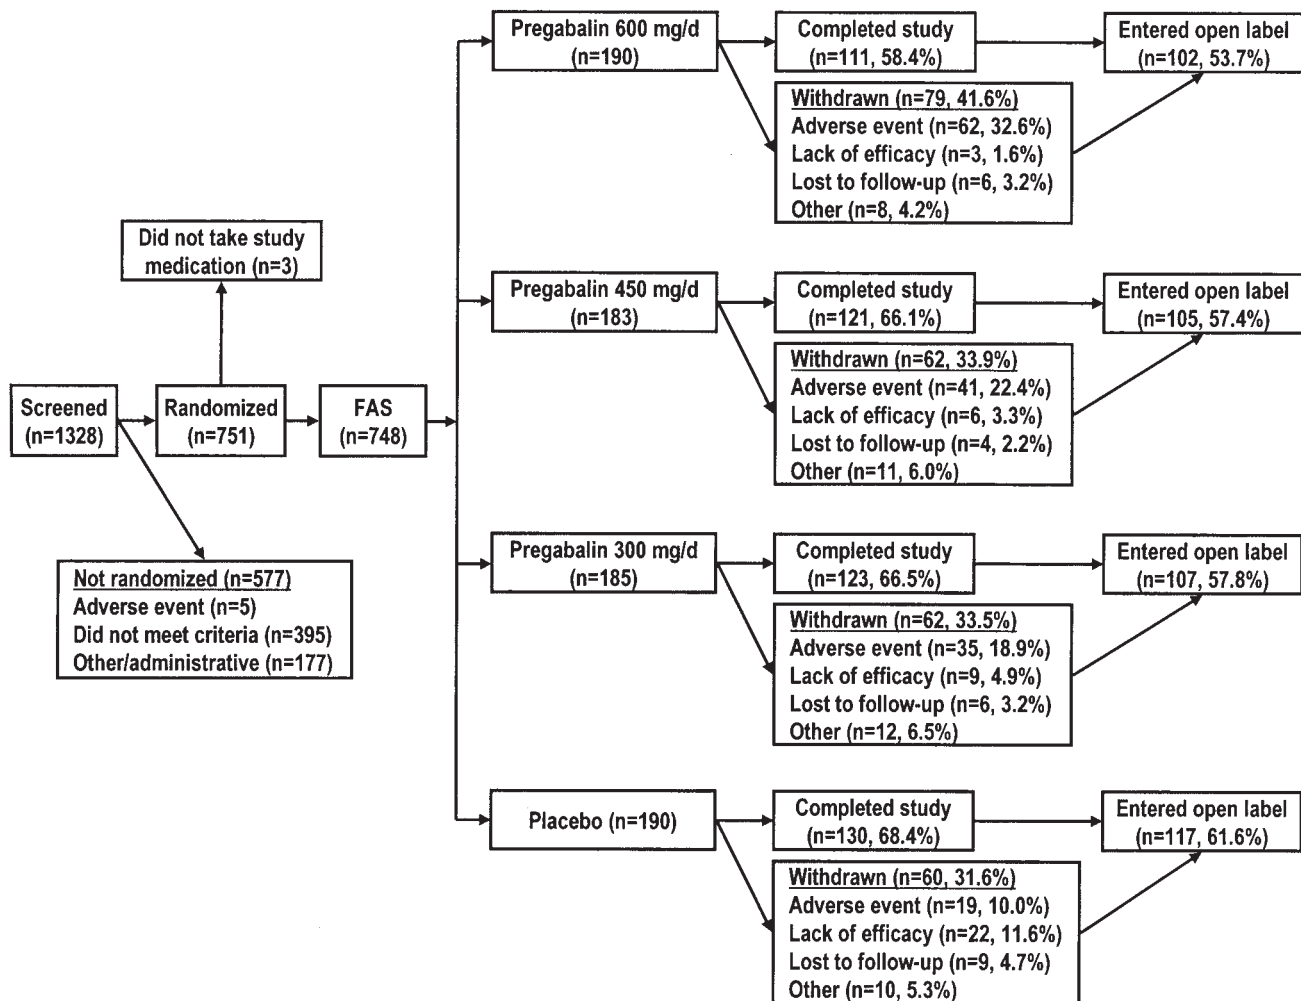 Screened
(n=1328)
Not randomized (n=577)
Adverse event (n=5)
Did not meet criteria (n=395)
Other/administrative (n=177)
Randomized
(n=751)
Did not take study
medication (n=3)
FAS
(n=748)
Pregabalin 600 mg/d
(n=190)
Completed study
(n=111, 58.4%)
Withdrawn (n=79, 41.6%)
Adverse event (n=62, 32.6%)
Lack of efficacy (n=3, 1.6%)
Lost to follow-up (n=6, 3.2%)
Other (n=8, 4.2%)
Entered open label
(n=102, 53.7%)
Pregabalin 450 mg/d
(n=183)
Completed study
(n=121, 66.1%)
Withdrawn (n=62, 33.9%)
Adverse event (n=41, 22.4%)
Lack of efficacy (n=6, 3.3%)
Lost to follow-up (n=4, 2.2%)
Other (n=11, 6.0%)
Entered open label
(n=105, 57.4%)
Pregabalin 300 mg/d
(n=185)
Completed study
(n=123, 66.5%)
Withdrawn (n=62, 33.5%)
Adverse event (n=35, 18.9%)
Lack of efficacy (n=9, 4.9%)
Lost to follow-up (n=6, 3.2%)
Other (n=12, 6.5%)
Entered open label
(n=107, 57.8%)
Placebo (n=190)
Completed study
(n=130, 68.4%)
Withdrawn (n=60, 31.6%)
Adverse event (n=19, 10.0%)
Lack of efficacy (n=22, 11.6%)
Lost to follow-up (n=9, 4.7%)
Other (n=10, 5.3%)
Entered open label
(n=117, 61.6%)